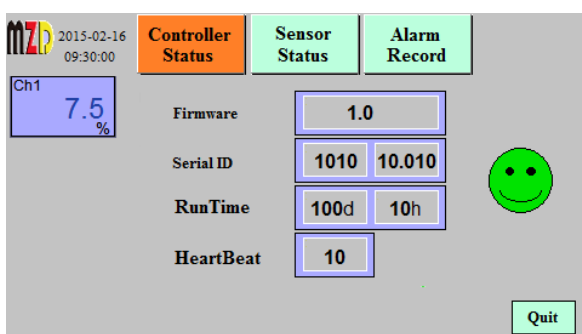 MZD 2015-02-16
09:30:00
Controller
Status
Sensor
Status
Alarm
Record
Ch1
7.5
%
Firmware 1.0
Serial ID 1010 10.010
RunTime 100d 10h
HeartBeat 10
Quit